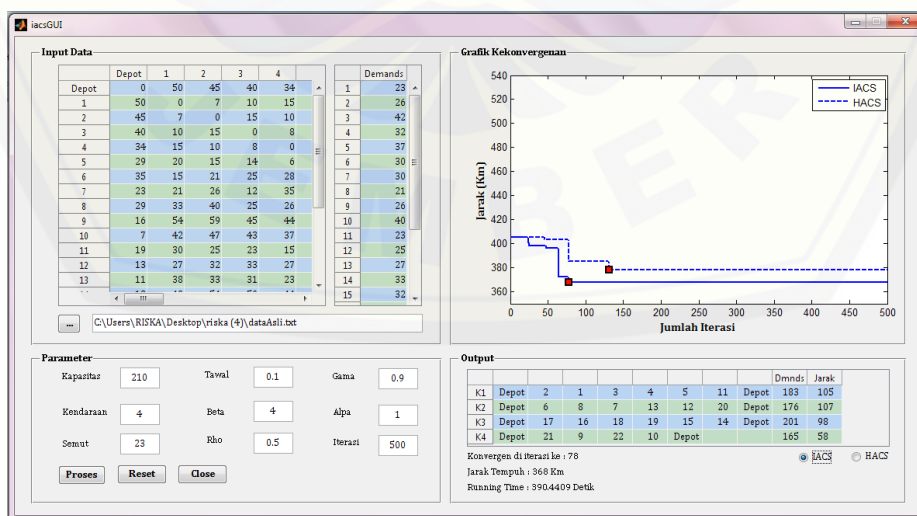 iacsGUI
Input Data
Depot 1 2 3 4
Depot 0 50 45 40 34
1 50 0 7 10 15
2 45 7 0 15 10
3 40 10 15 0 8
4 34 15 10 8 0
5 29 20 15 14 6
6 35 15 21 25 28
7 23 21 26 12 35
8 29 33 40 25 26
9 16 54 59 45 44
10 7 42 47 43 37
11 19 30 25 23 15
12 13 27 32 33 27
13 11 38 33 31 23
Demands
1 23
2 26
3 42
4 32
5 37
6 30
7 30
8 21
9 26
10 40
11 23
12 25
13 27
14 33
15 32
... C:\Users\RISKA\Desktop\riska (4)\dataAsli.txt
Grafik Kekonvergenan
540
520
500
480
460
440
420
400
380
360
Jarak (Km)
IACS
HACS
0 50 100 150 200 250 300 350 400 450 500
Jumlah Iterasi
Parameter
Kapasitas 210 Tawal 0.1 Gama 0.9
Kendaraan 4 Beta 4 Alpa 1
Semut 23 Rho 0.5 Iterasi 500
Proses Reset Close
Output
Dmnds Jarak
K1 Depot 2 1 3 4 5 11 Depot 183 105
K2 Depot 6 8 7 13 12 20 Depot 176 107
K3 Depot 17 16 18 19 15 14 Depot 201 98
K4 Depot 21 9 22 10 Depot 165 58
Konvergen di iterasi ke : 78
IACS HACS
Jarak Tempuh : 368 Km
Running Time : 390.4409 Detik